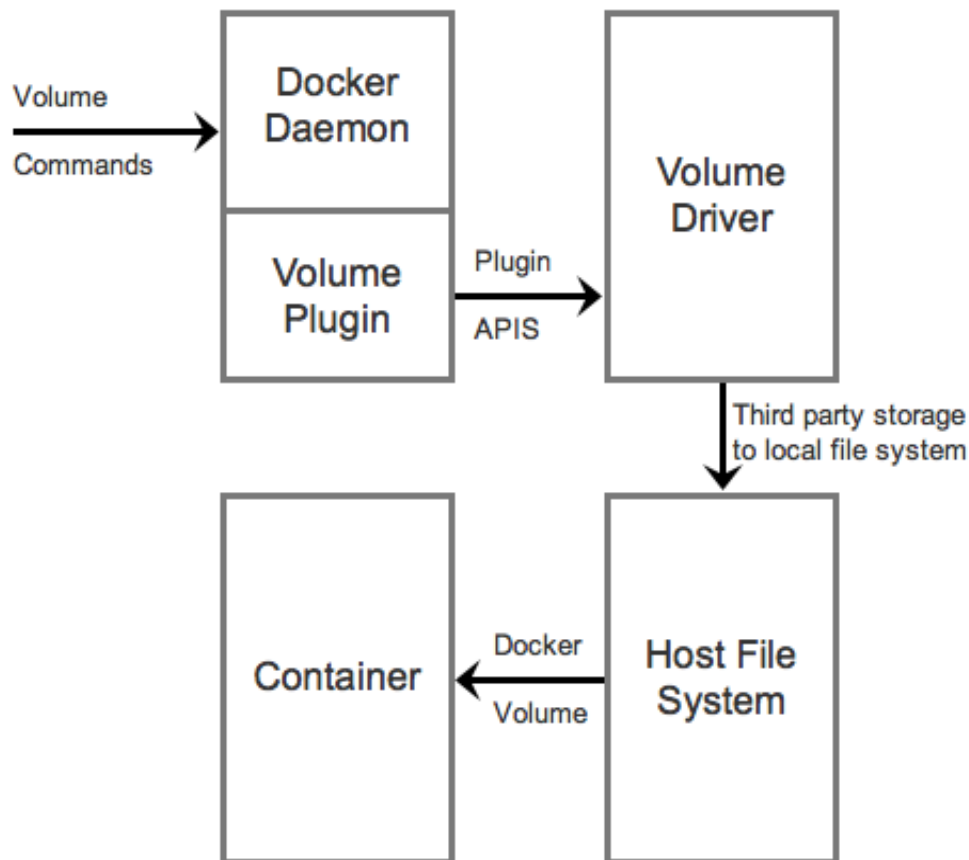 Docker
Daemon
Volume
Commands
Volume
Driver
Volume
Plugin
Plugin
APIS
Third party storage
to local file system
Container
Docker
Volume
Host File
System